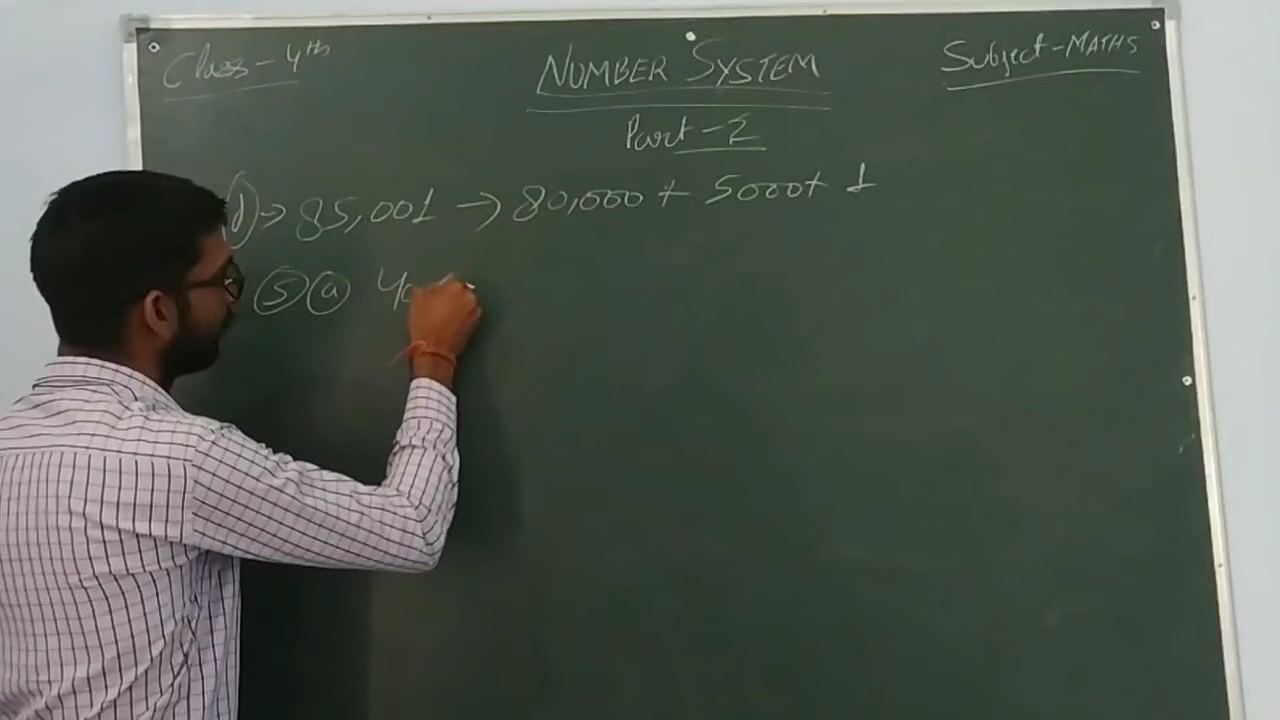 Class-4th
NUMBER SYSTEM
Subject-MATHS
Part-2
85,001 → 80,000 + 5000 + 1
(5) (a) 4